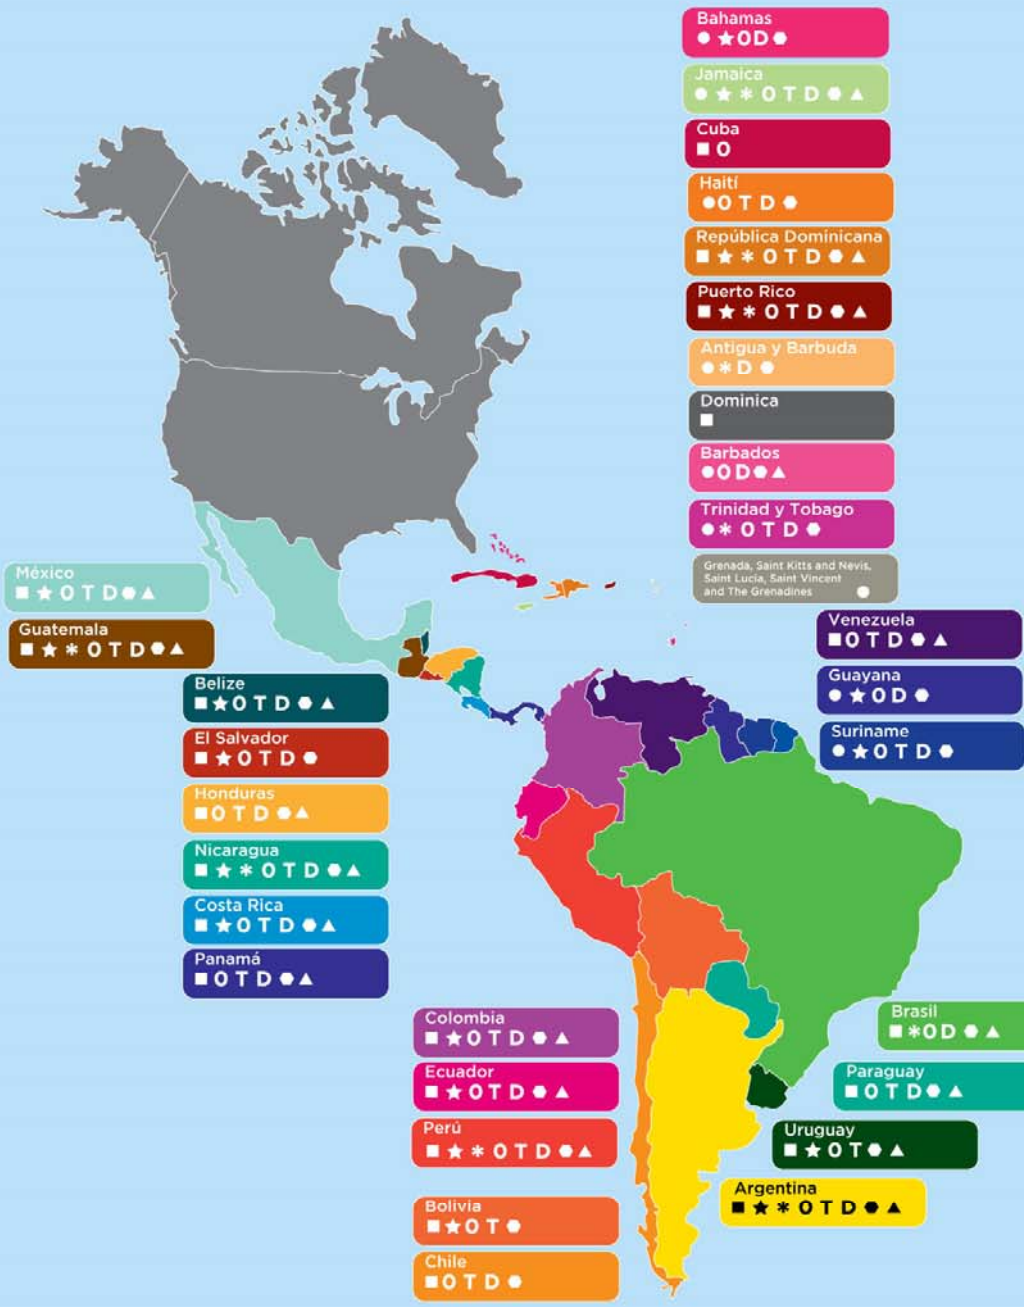 Bahamas
● ★ O D ⬣
Jamaica
● ★ * O T D ⬣ ▲
Cuba
■ O
Haití
● O T D ⬣
República Dominicana
■ ★ * O T D ⬣ ▲
Puerto Rico
■ ★ * O T D ⬣ ▲
Antigua y Barbuda
● * D ⬣
Dominica
■
Barbados
● O D ⬣ ▲
Trinidad y Tobago
● * O T D ⬣
Grenada, Saint Kitts and Nevis,
Saint Lucia, Saint Vincent
and The Grenadines ●
México
■ ★ O T D ⬣ ▲
Guatemala
■ ★ * O T D ⬣ ▲
Belize
■ ★ O T D ⬣ ▲
El Salvador
■ ★ O T D ⬣
Honduras
■ O T D ⬣ ▲
Nicaragua
■ ★ * O T D ⬣ ▲
Costa Rica
■ ★ O T D ⬣ ▲
Panamá
■ O T D ⬣ ▲
Venezuela
■ O T D ⬣ ▲
Guayana
● ★ O D ⬣
Suriname
● ★ O T D ⬣
Colombia
■ ★ O T D ⬣ ▲
Ecuador
■ ★ O T D ⬣ ▲
Perú
■ ★ * O T D ⬣ ▲
Bolivia
■ ★ O T ⬣
Chile
■ O T D ⬣
Brasil
■ * O D ⬣ ▲
Paraguay
■ O T D ⬣ ▲
Uruguay
■ ★ O T ⬣ ▲
Argentina
■ ★ * O T D ⬣ ▲